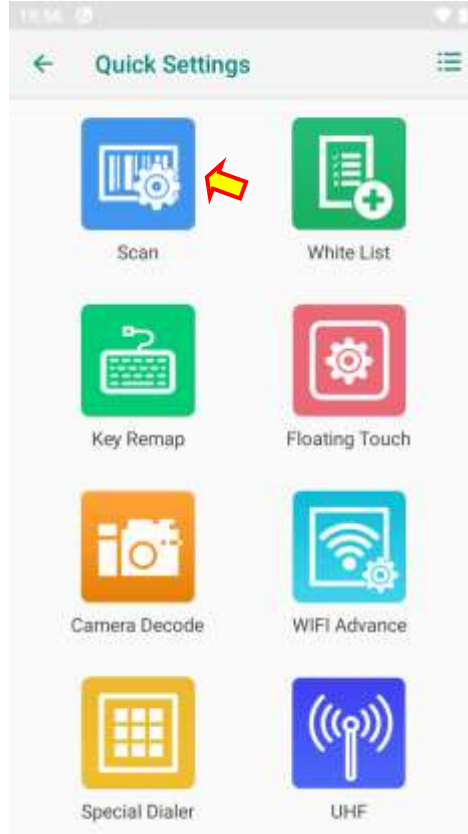 Quick Settings
Scan
White List
Key Remap
Floating Touch
Camera Decode
WIFI Advance
Special Dialer
UHF